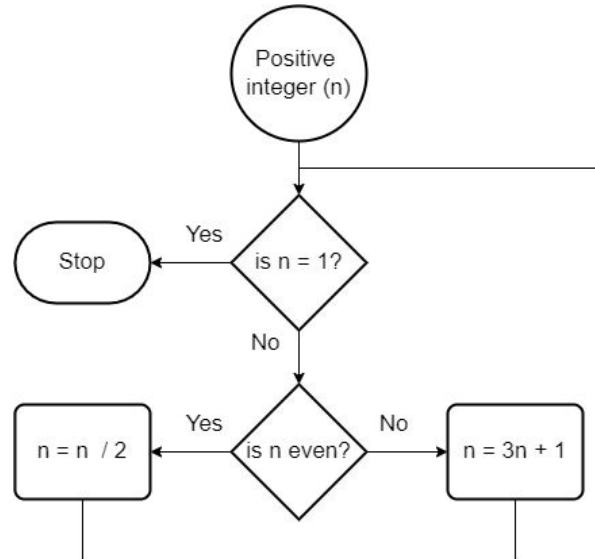 Positive
integer (n)
Yes
Stop
is n = 1?
No
Yes
No
n = n / 2
is n even?
n = 3n + 1